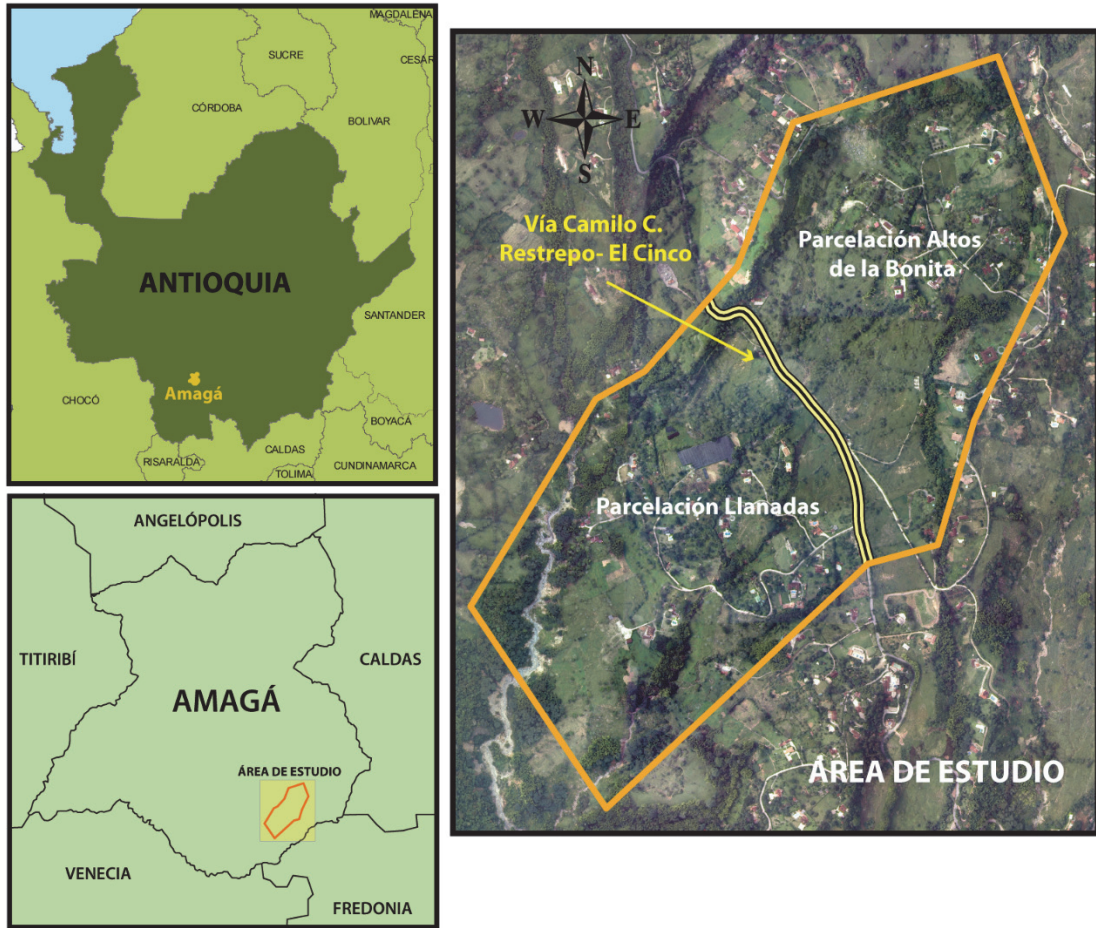 MAGDALENA
SUCRE
CESAR
CÓRDOBA
BOLIVAR
ANTIOQUIA
SANTANDER
Amagá
CHOCÓ
BOYACÁ
CALDAS
RISARALDA
CUNDINAMARCA
TOLIMA
ANGELÓPOLIS
TITIRIBÍ
CALDAS
AMAGÁ
ÁREA DE ESTUDIO
VENECIA
FREDONIA
N
W E
S
Vía Camilo C.
Restrepo- El Cinco
Parcelación Altos
de la Bonita
Parcelación Llanadas
ÁREA DE ESTUDIO